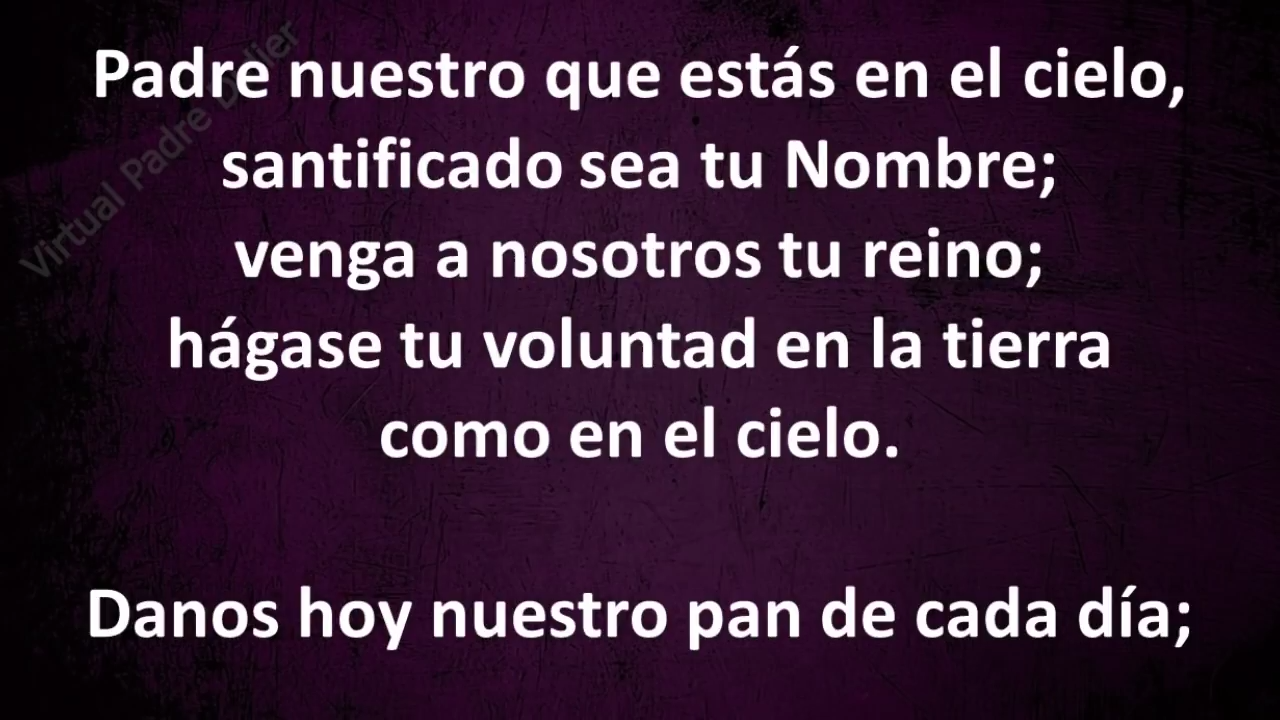 Padre nuestro que estás en el cielo,
santificado sea tu Nombre;
venga a nosotros tu reino;
hágase tu voluntad en la tierra
como en el cielo.
Danos hoy nuestro pan de cada día;
Virtual Padre Didier